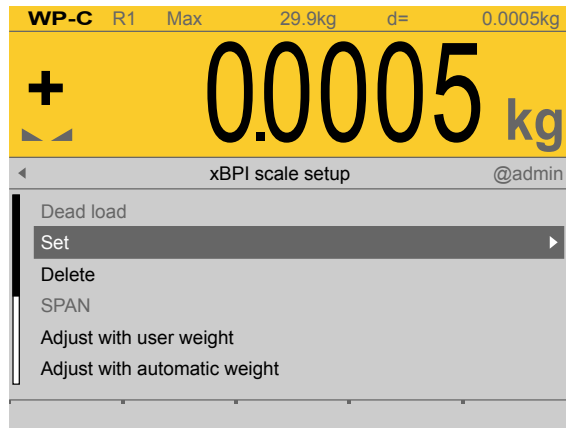 WP-C R1 Max 29.9kg d= 0.0005kg
+ 0.0005 kg
xBPI scale setup @admin
Dead load
Set
Delete
SPAN
Adjust with user weight
Adjust with automatic weight